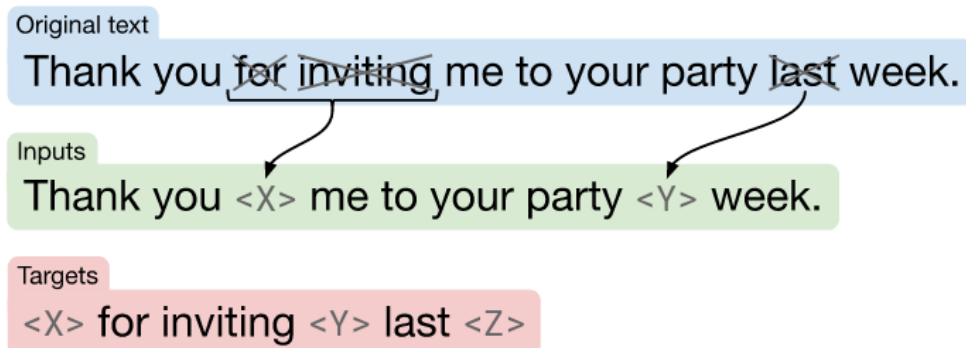 Original text
Thank you for inviting me to your party last week.
Inputs
Thank you <X> me to your party <Y> week.
Targets
<X> for inviting <Y> last <Z>